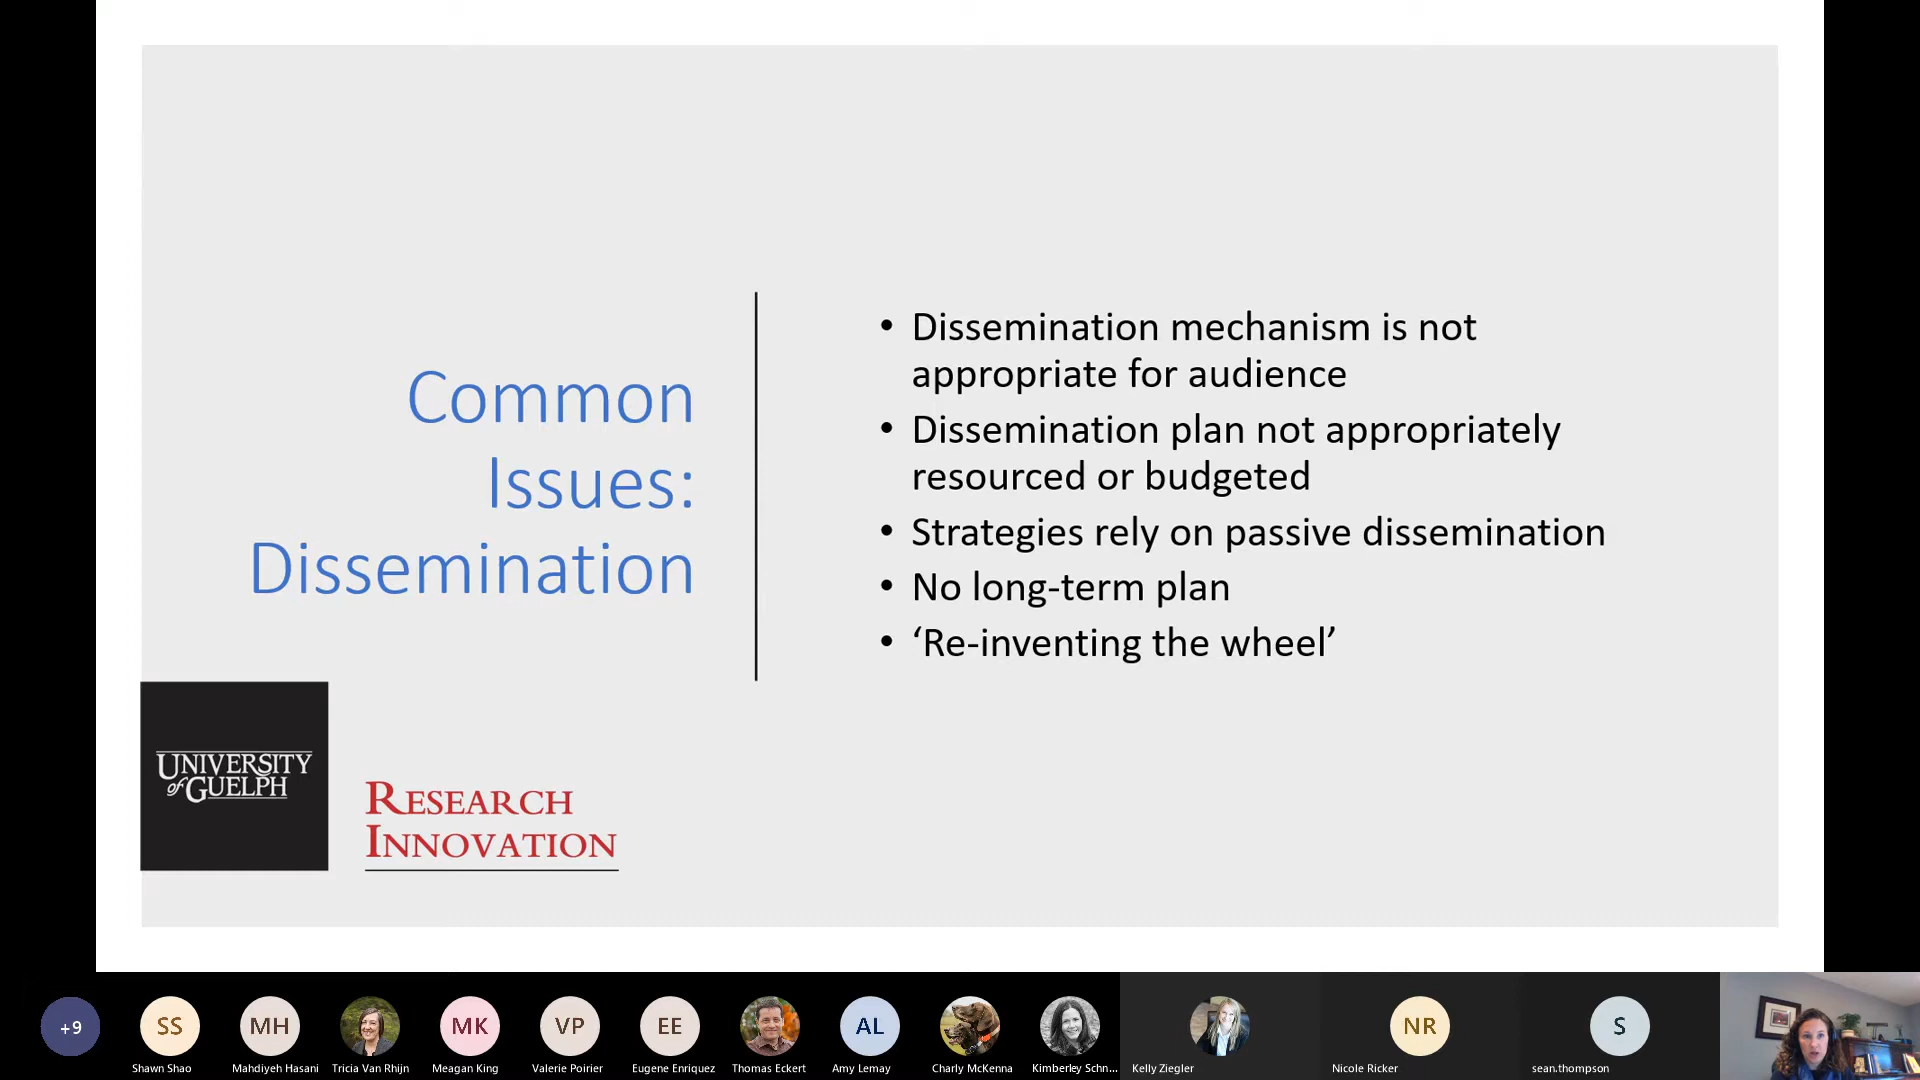 Common
Issues:
Dissemination
• Dissemination mechanism is not
appropriate for audience
• Dissemination plan not appropriately
resourced or budgeted
• Strategies rely on passive dissemination
• No long-term plan
• ‘Re-inventing the wheel’
UNIVERSITY
of GUELPH
RESEARCH
INNOVATION
+9
SS
MH
MK
VP
EE
AL
NR
S
Shawn Shao
Mahdiyeh Hasani
Tricia Van Rhijn
Meagan King
Valerie Poirier
Eugene Enriquez
Thomas Eckert
Amy Lemay
Charly McKenna
Kimberley Schn...
Kelly Ziegler
Nicole Ricker
sean.thompson